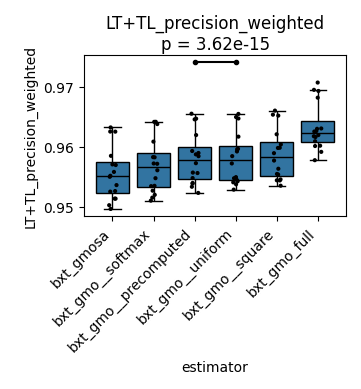 LT+TL_precision_weighted
p = 3.62e-15
LT+TL_precision_weighted
0.97
0.96
0.95
bxt_gmosa
bxt_gmo__softmax
bxt_gmo__precomputed
bxt_gmo__uniform
bxt_gmo__square
bxt_gmo_full
estimator